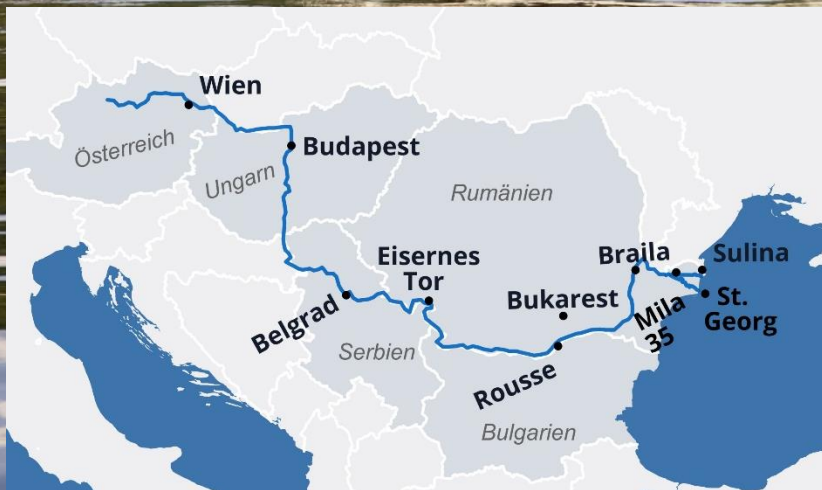 Wien
Österreich
Budapest
Ungarn
Rumänien
Eisernes
Tor
Belgrad
Serbien
Bukarest
Rousse
Bulgarien
Braila
Sulina
Mila
35
St.
Georg